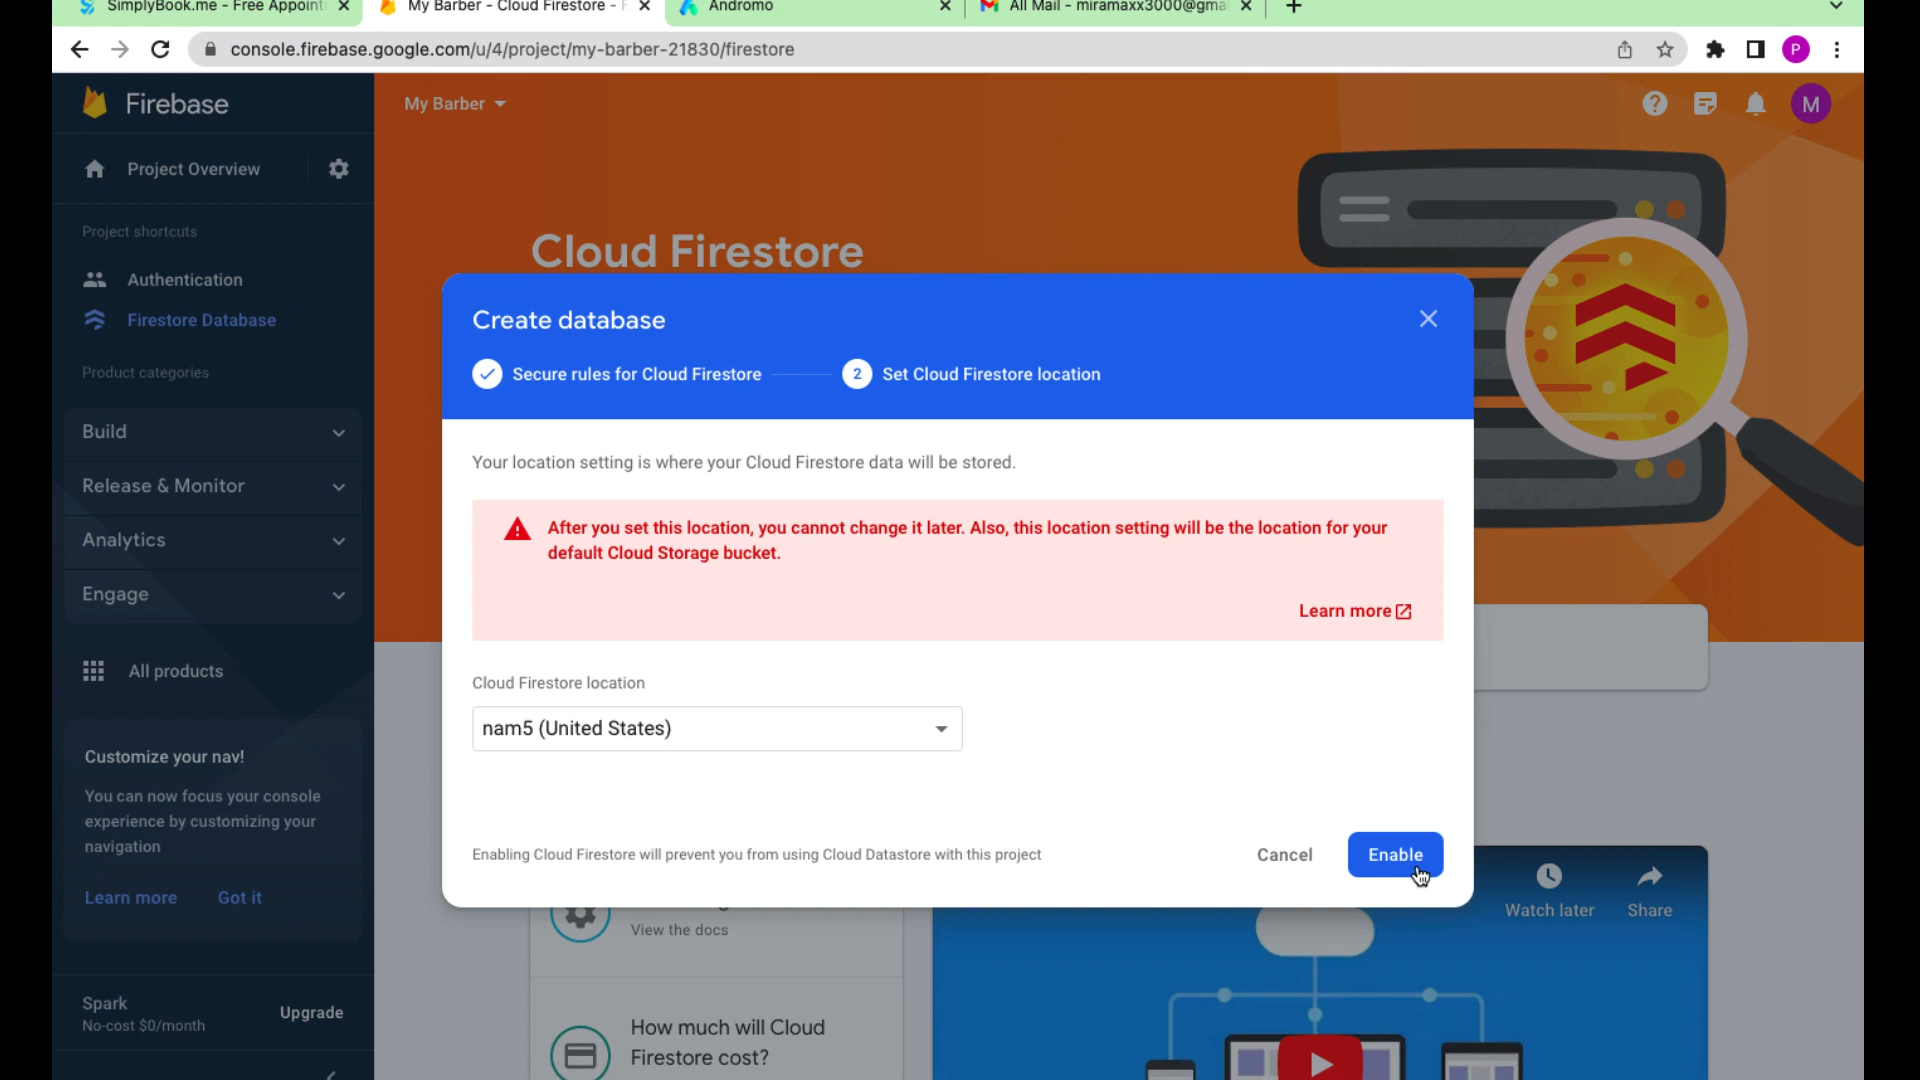 SimplyBook.me - Free Appoint
My Barber - Cloud Firestore -
Andromo
All Mail - miramaxx3000@gma
console.firebase.google.com/u/4/project/my-barber-21830/firestore
P
Firebase
My Barber
M
Project Overview
Project shortcuts
Authentication
Firestore Database
Product categories
Build
Release & Monitor
Analytics
Engage
All products
Customize your nav!
You can now focus your console
experience by customizing your
navigation
Learn more
Got it
Spark
No-cost $0/month
Upgrade
Cloud Firestore
Create database
Secure rules for Cloud Firestore
2
Set Cloud Firestore location
Your location setting is where your Cloud Firestore data will be stored.
After you set this location, you cannot change it later. Also, this location setting will be the location for your
default Cloud Storage bucket.
Learn more
Cloud Firestore location
nam5 (United States)
Enabling Cloud Firestore will prevent you from using Cloud Datastore with this project
Cancel
Enable
View the docs
How much will Cloud
Firestore cost?
Watch later
Share